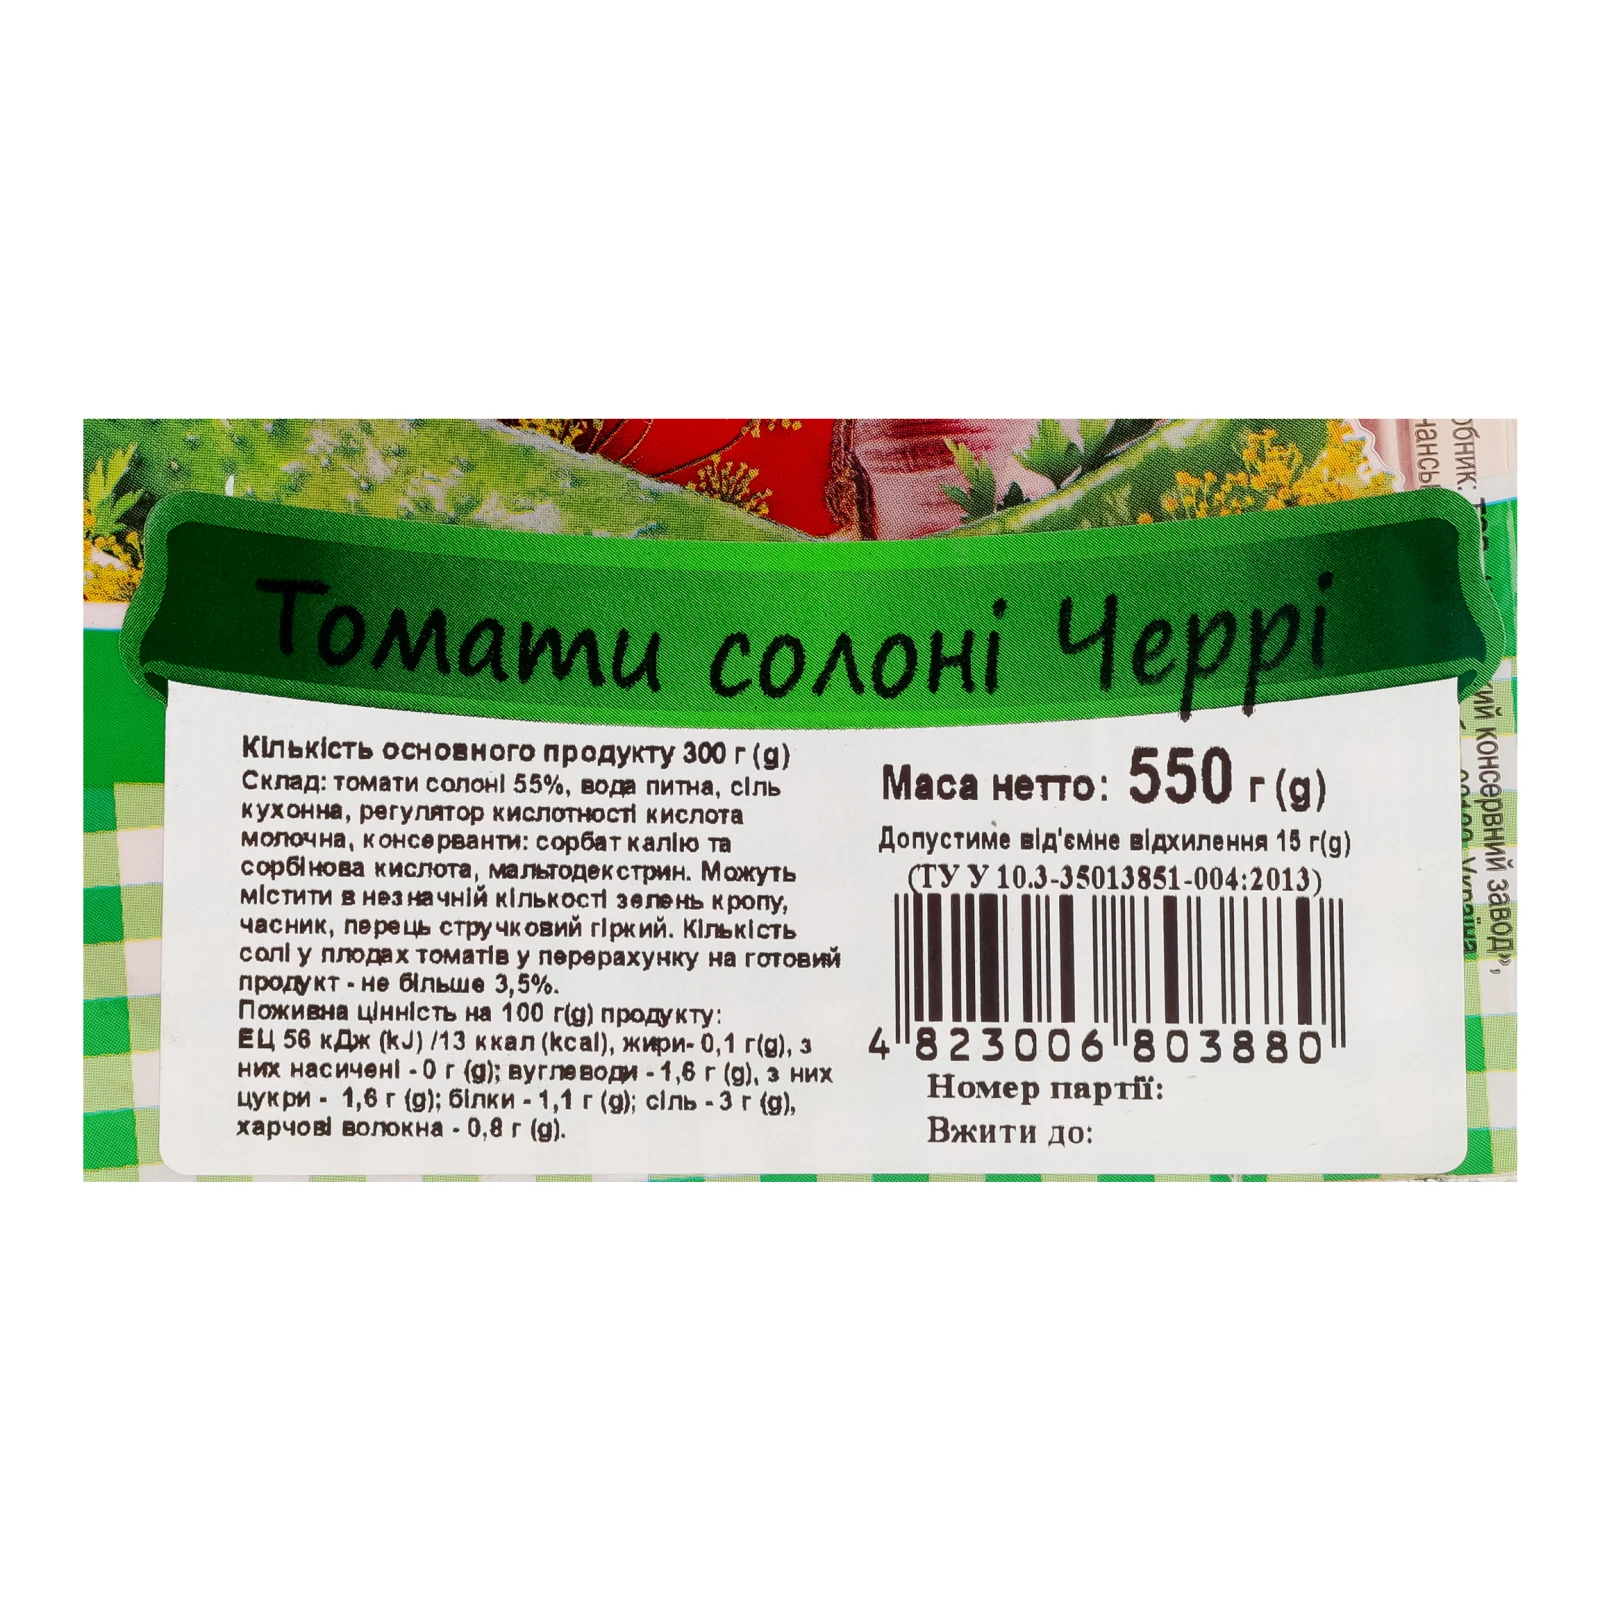 Томати солоні Черрі
Кількість основного продукту 300 г (g)
Склад: томати солоні 55%, вода питна, сіль
кухонна, регулятор кислотності кислота
молочна, консерванти: сорбат калію та
сорбінова кислота, мальтодекстрин. Можуть
містити в незначній кількості зелень кропу,
часник, перець стручковий гіркий. Кількість
солі у плодах томатів у перерахунку на готовий
продукт - не більше 3,5%.
Поживна цінність на 100 г(g) продукту:
ЕЦ 56 кДж (kJ) /13 ккал (kcal), жири- 0,1 г(g), з
них насичені - 0 г (g); вуглеводи - 1,6 г (g), з них
цукри - 1,6 г (g); білки - 1,1 г (g); сіль - 3 г (g),
харчові волокна - 0,8 г (g).
Маса нетто: 550 г (g)
Допустиме від'ємне відхилення 15 г(g)
(ТУ У 10.3-35013851-004:2013)
4 823006 803880
Номер партії:
Вжити до:
консервний завод»,
Україна